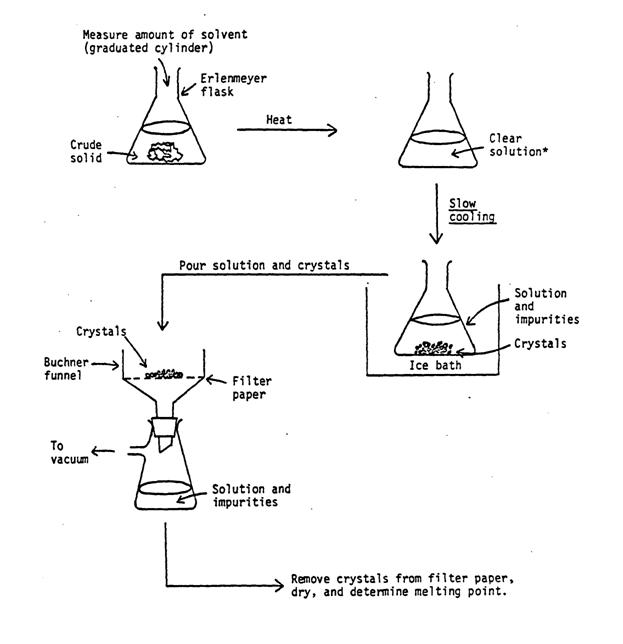 Measure amount of solvent
(graduated cylinder)
Erlenmeyer
flask
Crude
solid
Heat
Clear
solution*
Slow
cooling
Pour solution and crystals
Solution
and
impurities
Crystals
Ice bath
Crystals
Buchner
funnel
Filter
paper
To
vacuum
Solution and
impurities
Remove crystals from filter paper,
dry, and determine melting point.